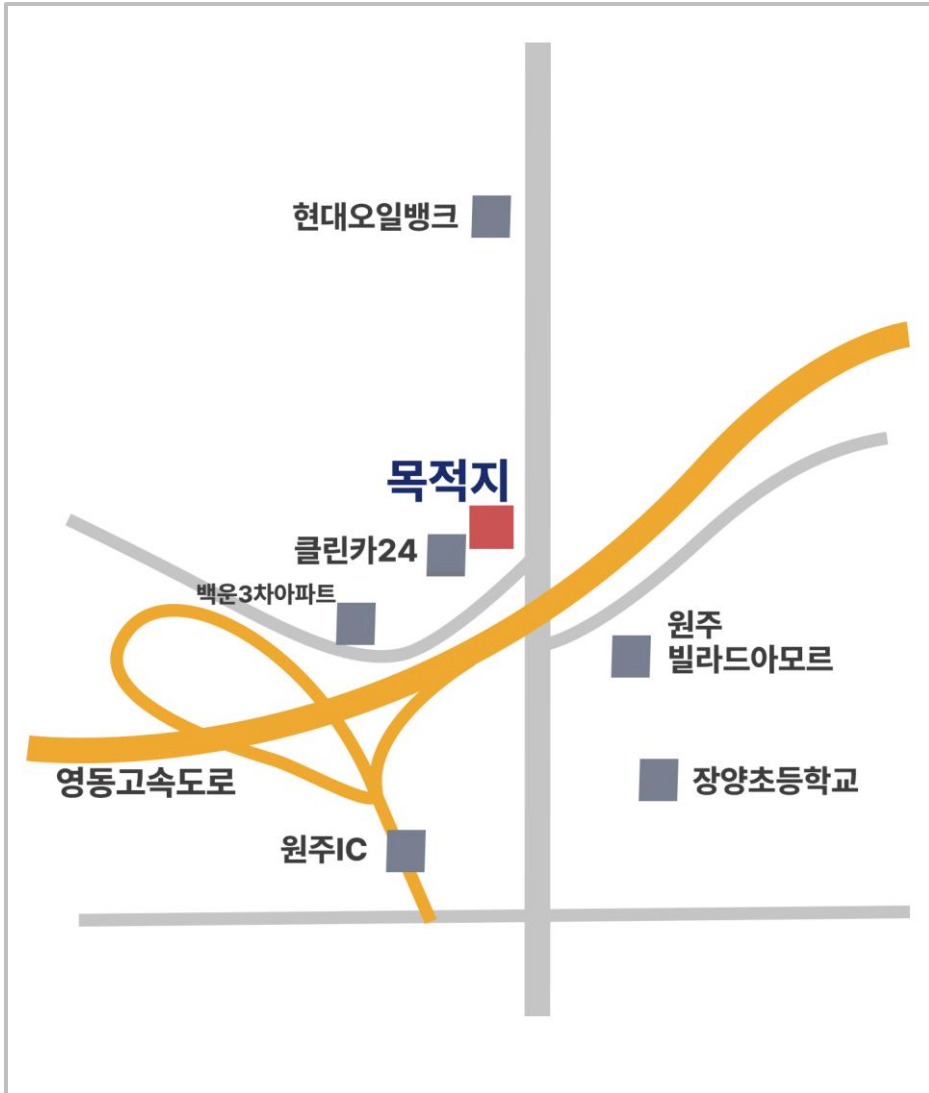 현대오일뱅크
목적지
클린카24
백운3차아파트
원주
빌라드아모르
영동고속도로
장양초등학교
원주IC